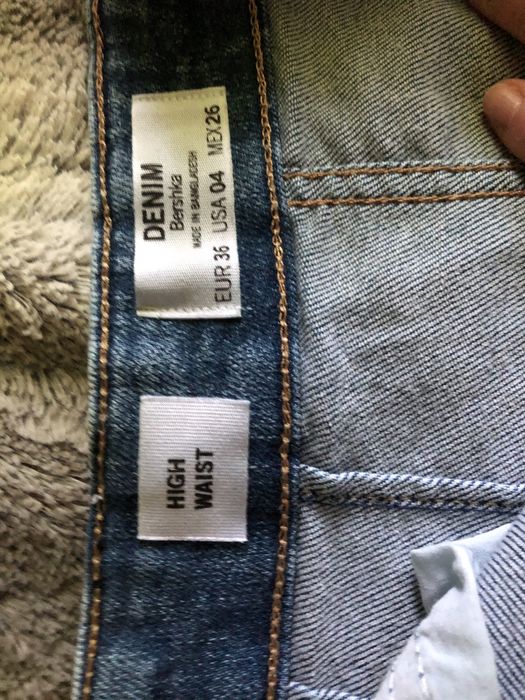 DENIM
Bershka
MADE IN BANGLADESH
EUR 36 USA 04 MEX 26
HIGH
WAIST